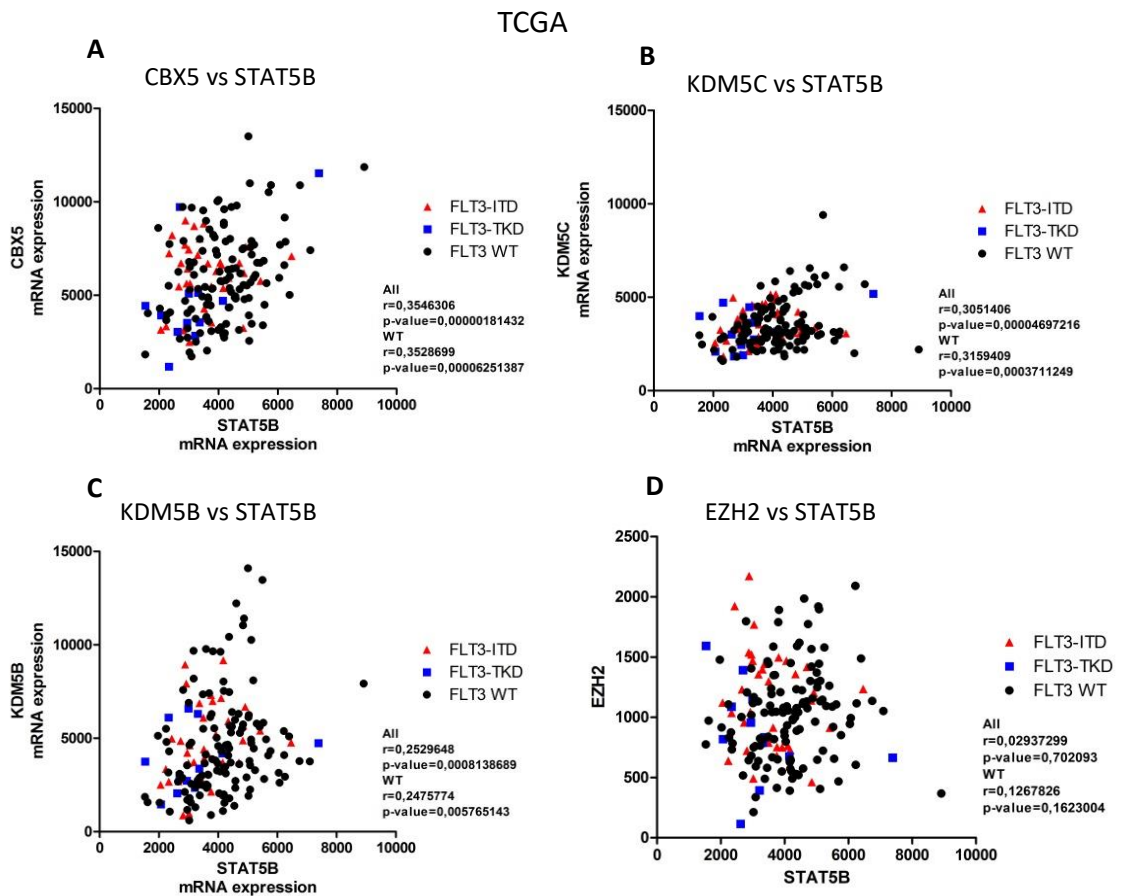 TCGA
A
CBX5 vs STAT5B
15000
10000
5000
0
CBX5
mRNA expression
0 2000 4000 6000 8000 10000
STAT5B
mRNA expression
FLT3-ITD
FLT3-TKD
FLT3 WT
All
r=0,3546306
p-value=0,00000181432
WT
r=0,3528699
p-value=0,00006251387
B
KDM5C vs STAT5B
15000
10000
5000
0
KDM5C
mRNA expression
0 2000 4000 6000 8000 10000
STAT5B
mRNA expression
FLT3-ITD
FLT3-TKD
FLT3 WT
All
r=0,3051406
p-value=0,00004697216
WT
r=0,3159409
p-value=0,0003711249
C
KDM5B vs STAT5B
15000
10000
5000
0
KDM5B
mRNA expression
0 2000 4000 6000 8000 10000
STAT5B
mRNA expression
FLT3-ITD
FLT3-TKD
FLT3 WT
All
r=0,2529648
p-value=0,0008138689
WT
r=0,2475774
p-value=0,005765143
D
EZH2 vs STAT5B
2500
2000
1500
1000
500
0
EZH2
0 2000 4000 6000 8000 10000
STAT5B
FLT3-ITD
FLT3-TKD
FLT3 WT
All
r=0,02937299
p-value=0,702093
WT
r=0,1267826
p-value=0,1623004